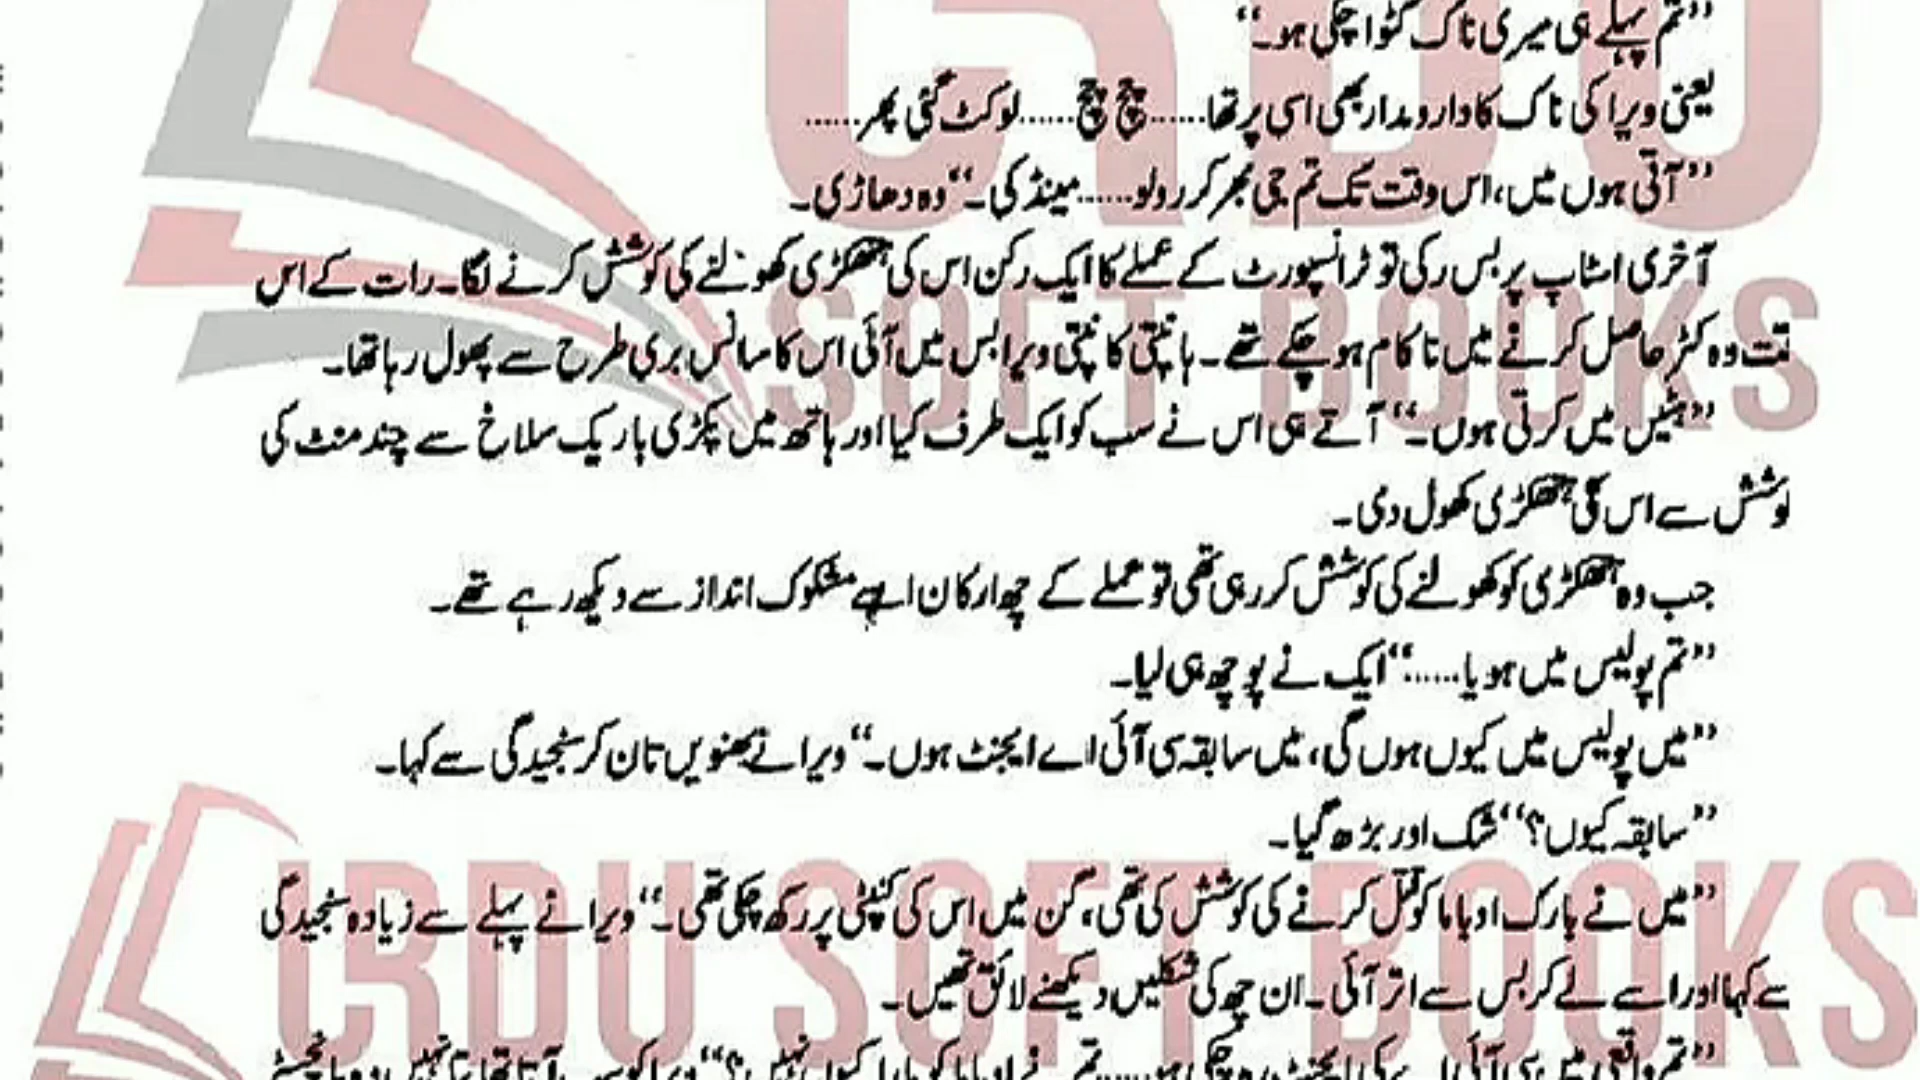 ’’تم پہلے ہی میری ناک کٹوا چکی ہو۔‘‘
یعنی ویرا کی ناک کا دارومدار بھی اسی پر تھا……چچ چچ……لو کٹ گئی پھر……
’’آتی ہوں میں، اس وقت تک تم جی بھر کر رولو……مینڈکی۔‘‘ وہ دھاڑی۔
آخری اسٹاپ پر بس رکی تو ٹرانسپورٹ کے عملے کا ایک رکن اس کی ہتھکڑی کھولنے کی کوشش کرنے لگا۔ رات کے اس
وہ کٹر حاصل کرنے میں ناکام ہوچکے تھے۔ ہانپتی کانپتی ویرا بس میں آئی اس کا سانس بری طرح سے پھول رہا تھا۔
’’ہٹیں میں کرتی ہوں۔‘‘ آتے ہی اس نے سب کو ایک طرف کیا اور ہاتھ میں پکڑی باریک سلاخ سے چند منٹ کی
کوشش سے اس کی ہتھکڑی کھول دی۔
جب وہ ہتھکڑی کو کھولنے کی کوشش کر رہی تھی تو عملے کے چھ ارکان اسے مشکوک انداز سے دیکھ رہے تھے۔
’’تم پولیس میں ہو یا……‘‘ ایک نے پوچھ ہی لیا۔
’’میں پولیس میں کیوں ہوں گی، میں سابقہ سی آئی اے ایجنٹ ہوں۔‘‘ ویرا نے بھنویں تان کر سنجیدگی سے کہا۔
’’سابقہ کیوں؟‘‘ شک اور بڑھ گیا۔
’’میں نے بارک اوباما کو قتل کرنے کی کوشش کی تھی، گن میں اس کی کنپٹی پر رکھ چکی تھی۔‘‘ ویرا نے پہلے سے زیادہ سنجیدگی
سے کہا اور اسے لے کر بس سے اتر آئی۔ ان چھ کی شکلیں دیکھنے لائق تھیں۔
URDU SOFT BOOKS
SOFT BOOKS